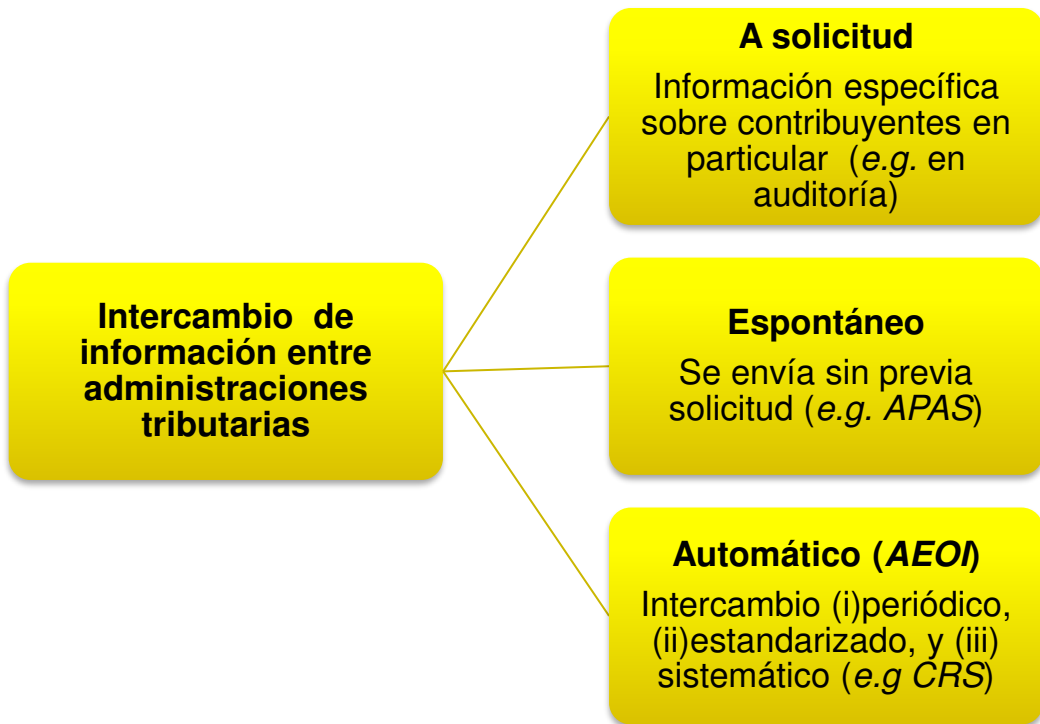 A solicitud
Información específica
sobre contribuyentes en
particular (e.g. en
auditoría)
Intercambio de
información entre
administraciones
tributarias
Espontáneo
Se envía sin previa
solicitud (e.g. APAS)
Automático (AEOI)
Intercambio (i)periódico,
(ii)estandarizado, y (iii)
sistemático (e.g CRS)